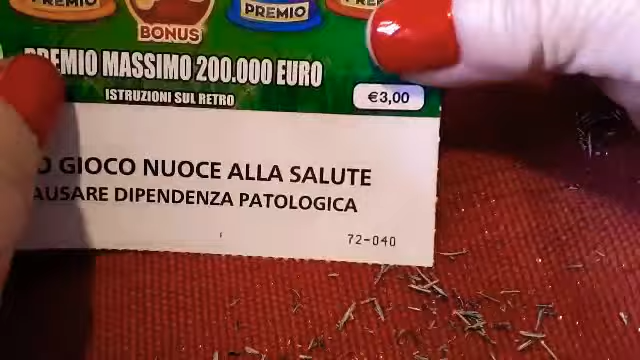 PREMIO BONUS PREMIO
PREMIO MASSIMO 200.000 EURO
ISTRUZIONI SUL RETRO
€3,00
GIOCO NUOCE ALLA SALUTE
AUSARE DIPENDENZA PATOLOGICA
72-040